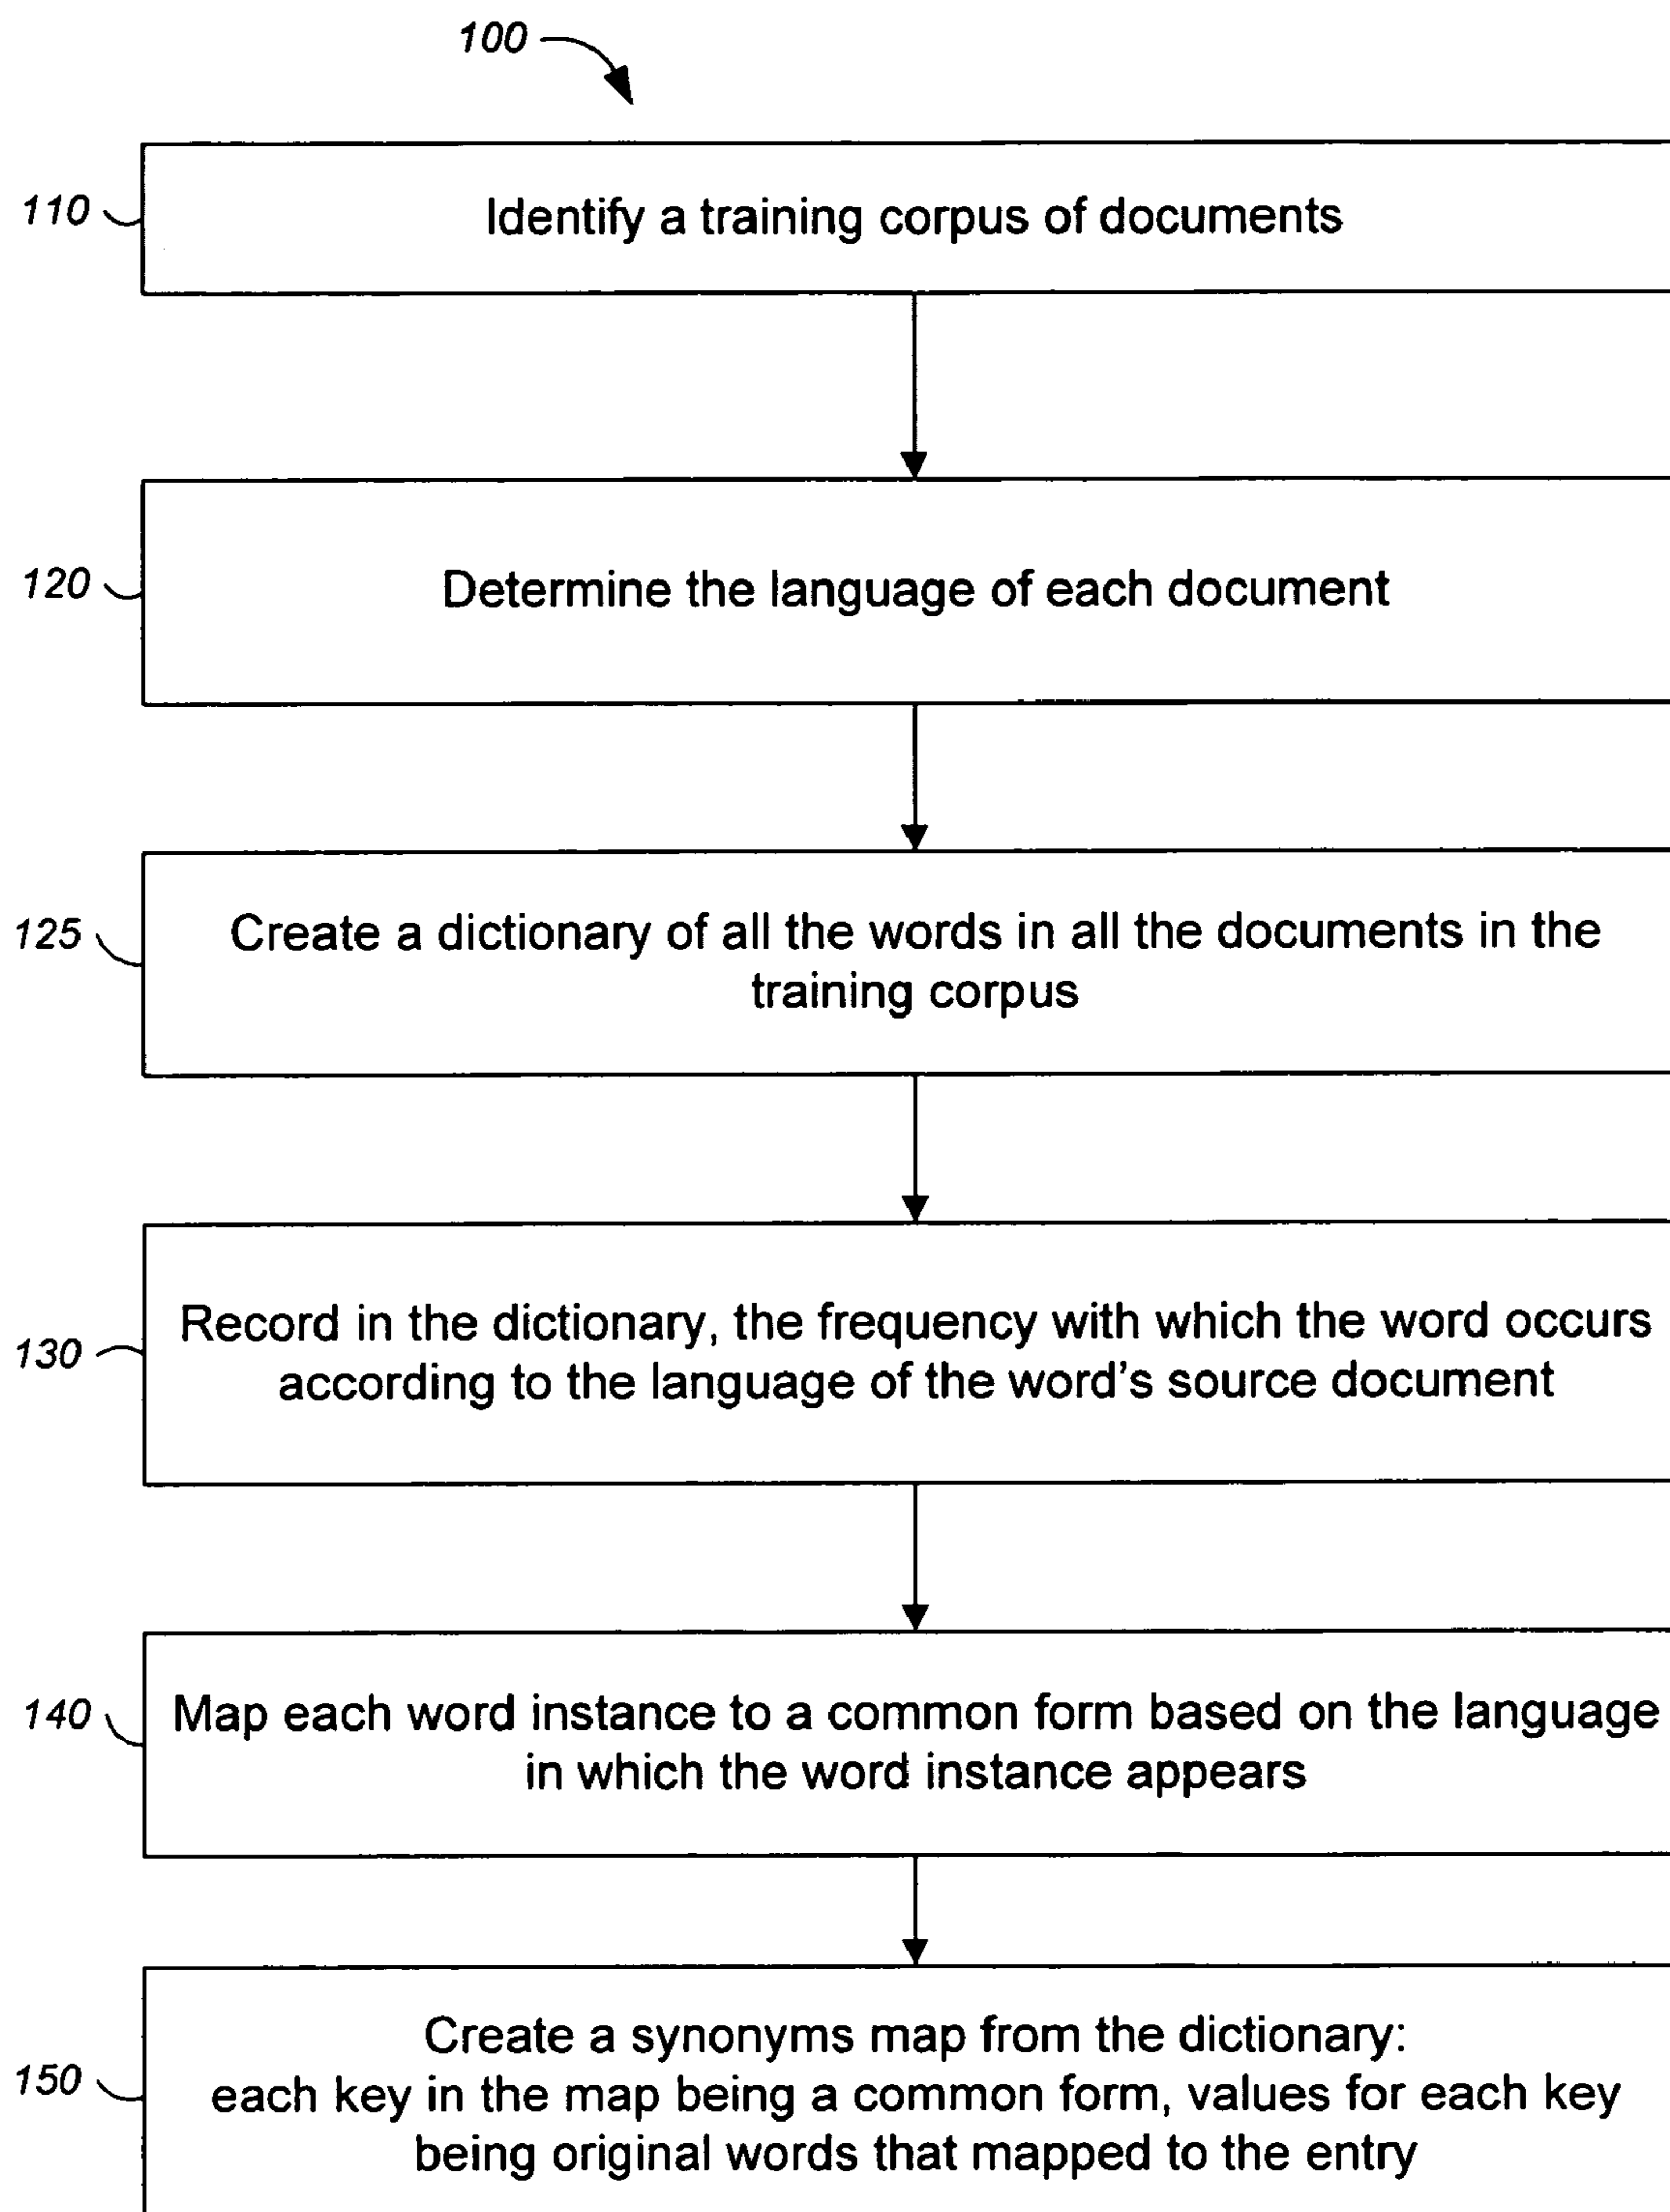 100
110
Identify a training corpus of documents
120
Determine the language of each document
125
Create a dictionary of all the words in all the documents in the
training corpus
130
Record in the dictionary, the frequency with which the word occurs
according to the language of the word's source document
140
Map each word instance to a common form based on the language
in which the word instance appears
150
Create a synonyms map from the dictionary:
each key in the map being a common form, values for each key
being original words that mapped to the entry